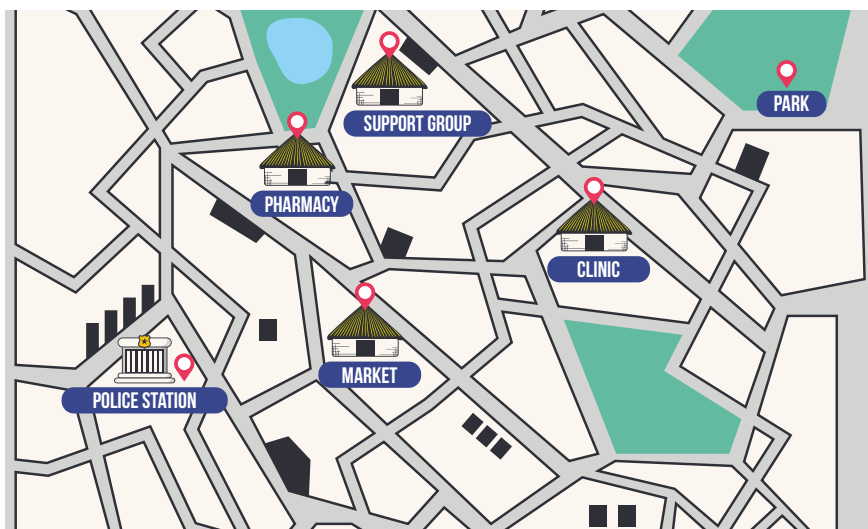 PARK
SUPPORT GROUP
PHARMACY
CLINIC
MARKET
POLICE STATION